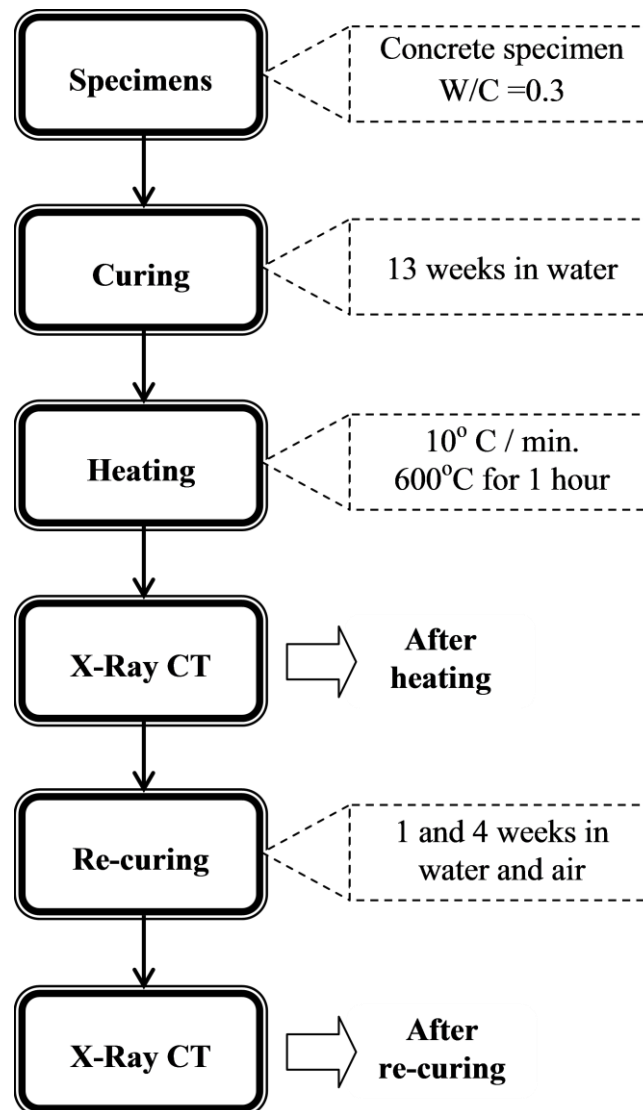 Specimens
Concrete specimen
W/C =0.3
Curing
13 weeks in water
Heating
10° C / min.
600°C for 1 hour
X-Ray CT
After
heating
Re-curing
1 and 4 weeks in
water and air
X-Ray CT
After
re-curing